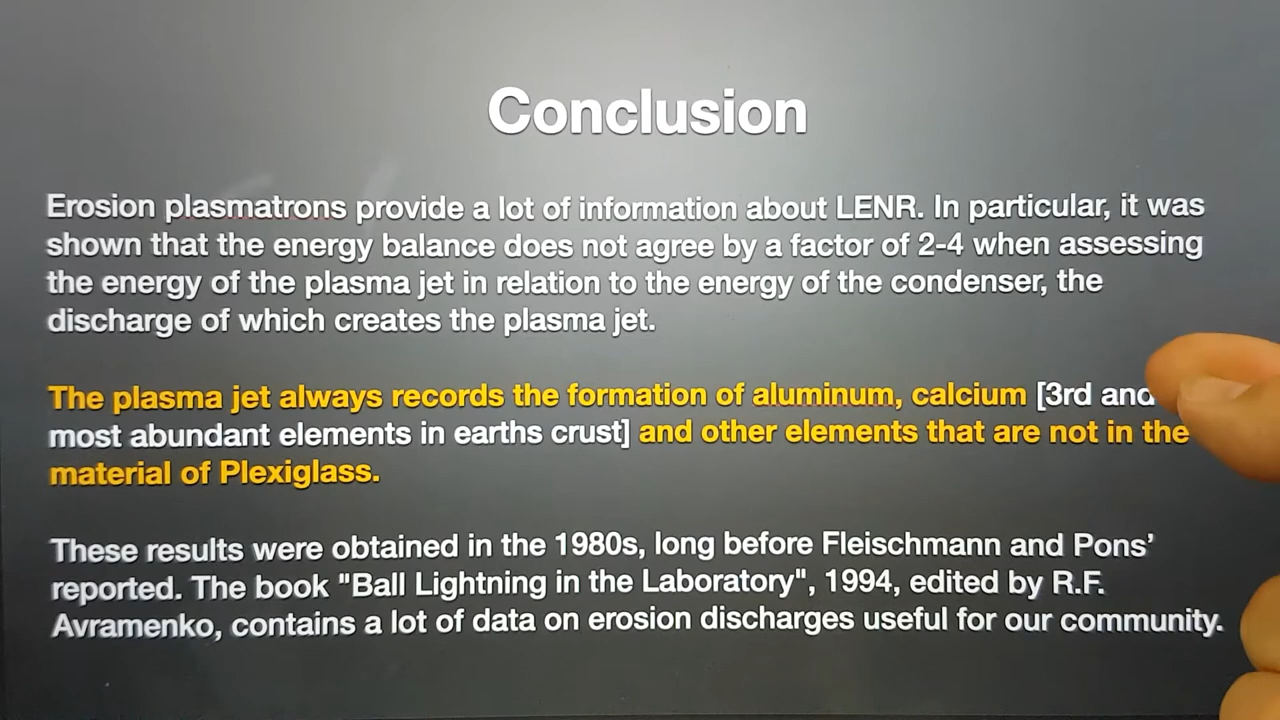 Conclusion
Erosion plasmatrons provide a lot of information about LENR. In particular, it was
shown that the energy balance does not agree by a factor of 2-4 when assessing
the energy of the plasma jet in relation to the energy of the condenser, the
discharge of which creates the plasma jet.
The plasma jet always records the formation of aluminum, calcium [3rd and
most abundant elements in earths crust] and other elements that are not in the
material of Plexiglass.
These results were obtained in the 1980s, long before Fleischmann and Pons’
reported. The book "Ball Lightning in the Laboratory", 1994, edited by R.F.
Avramenko, contains a lot of data on erosion discharges useful for our community.